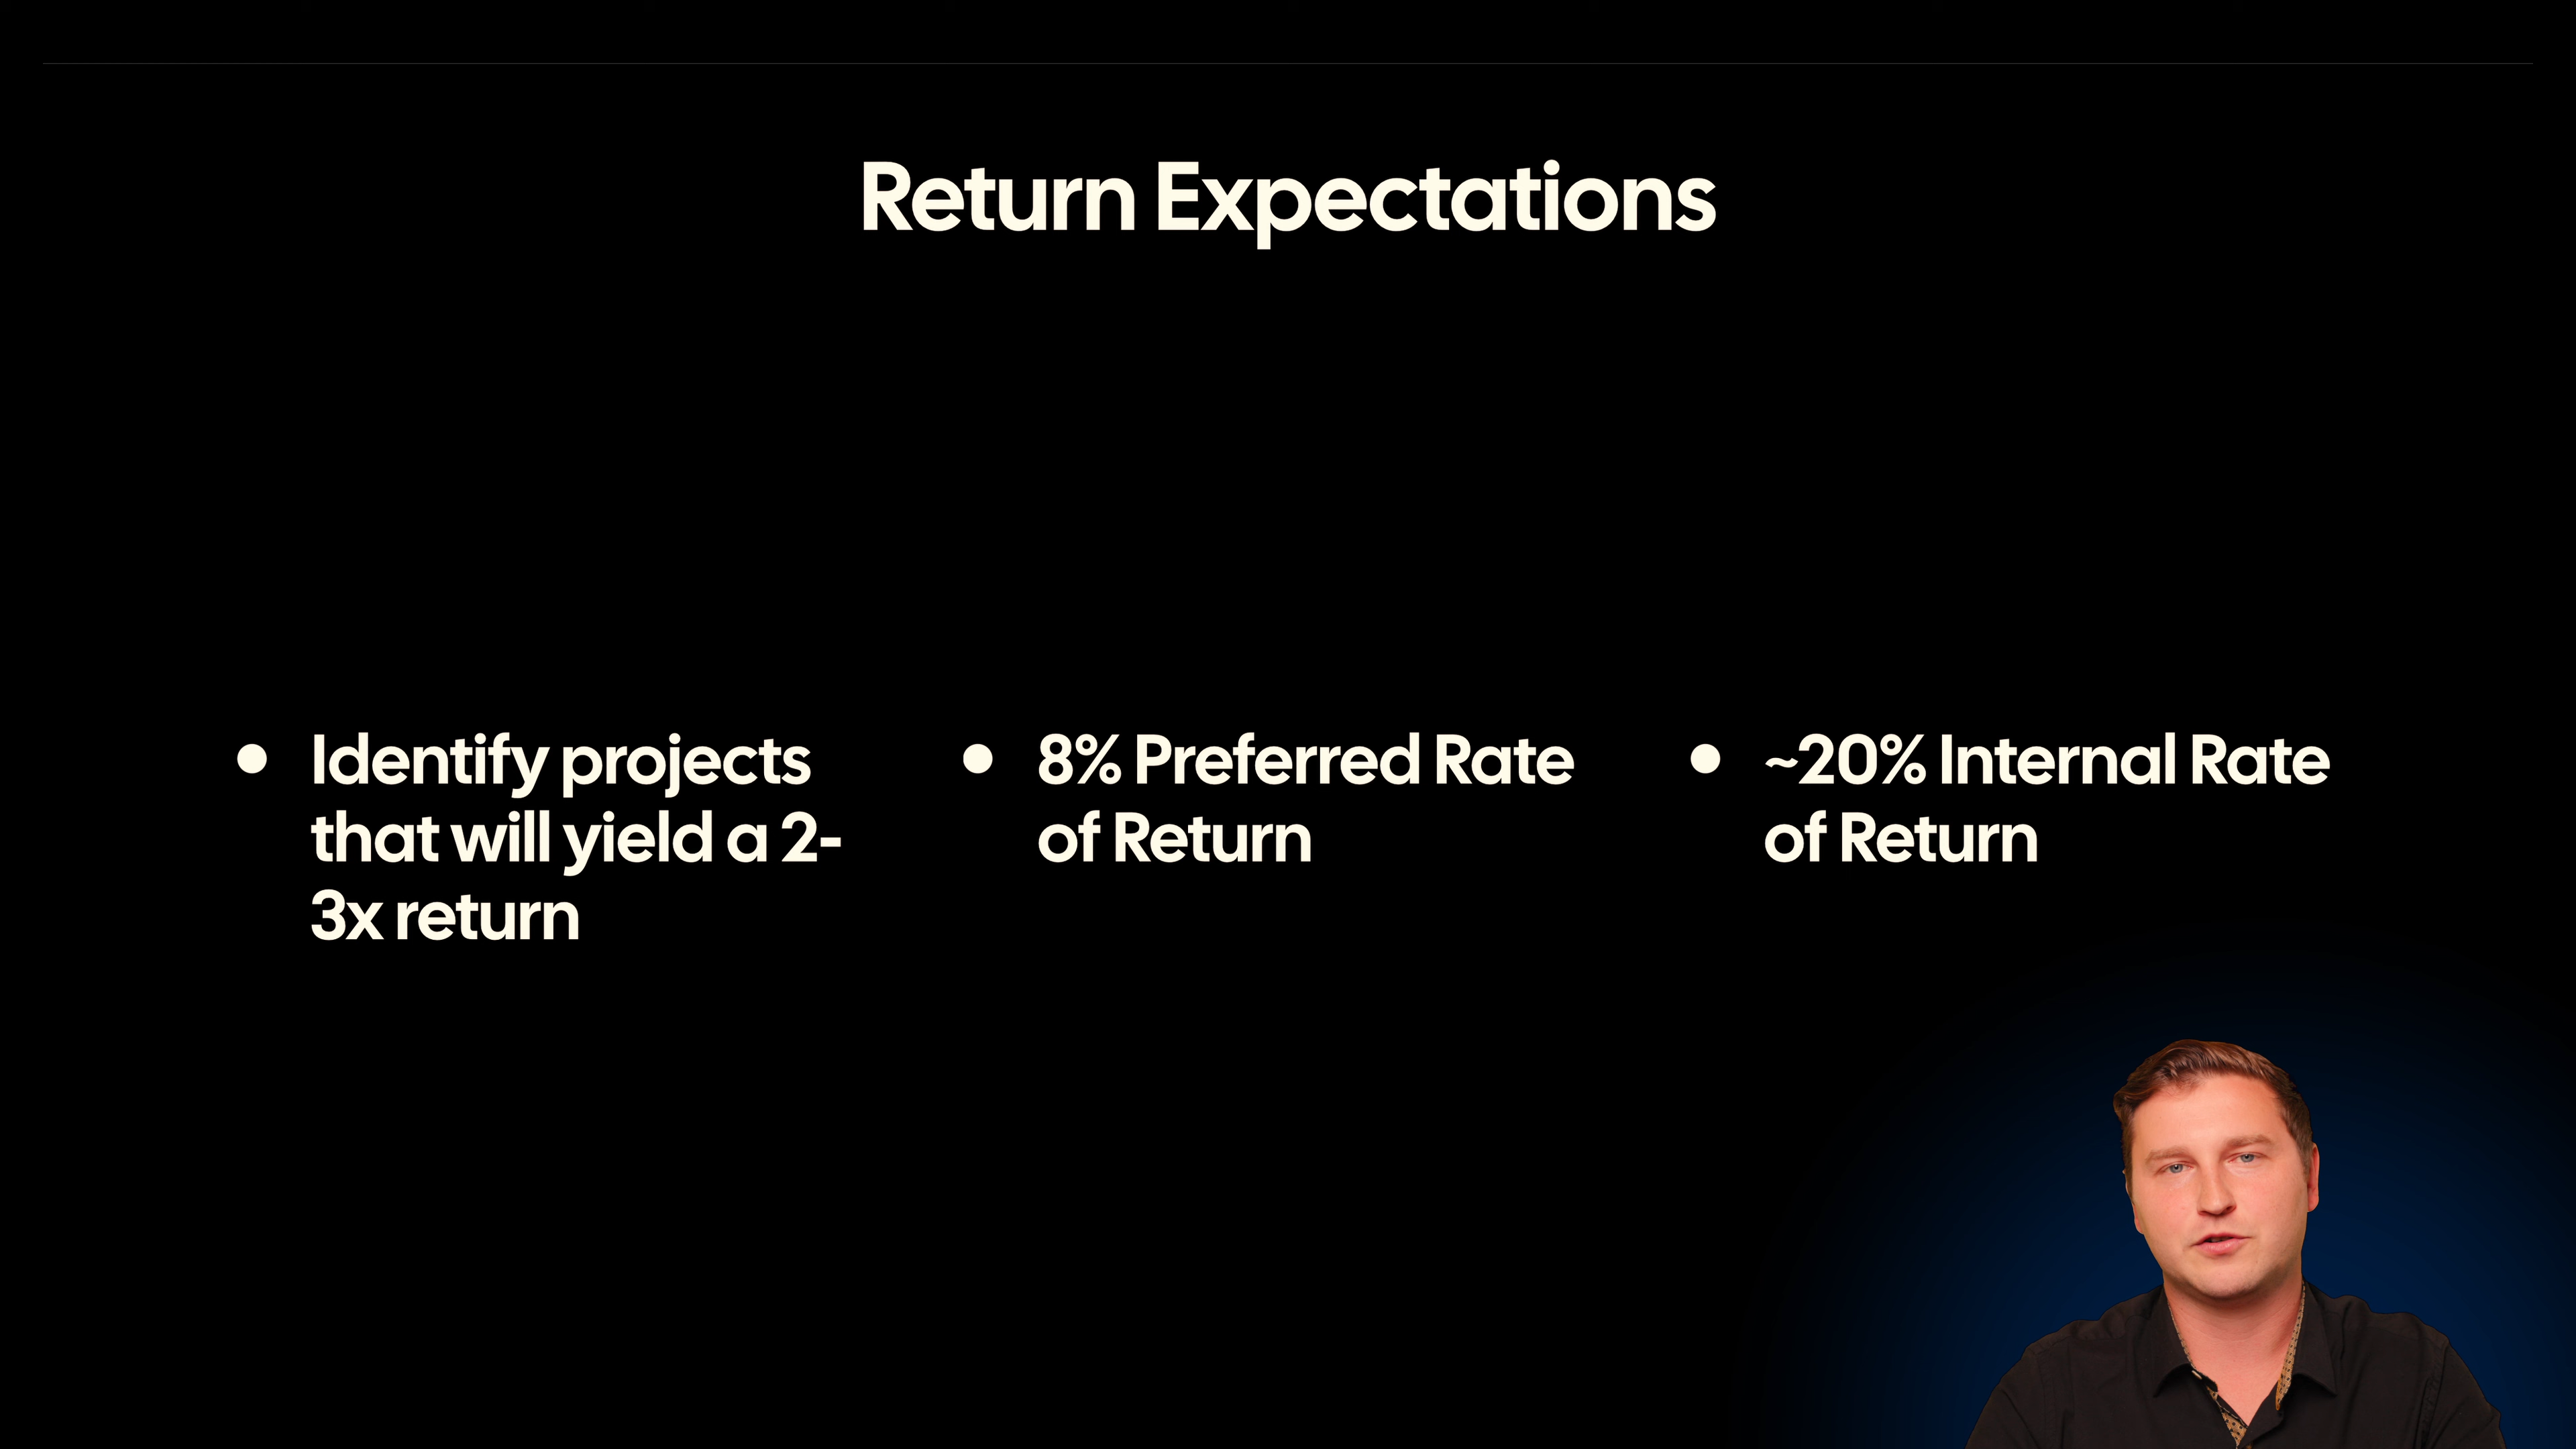 Return Expectations
• Identify projects
that will yield a 2-
3x return
• 8% Preferred Rate
of Return
• ~20% Internal Rate
of Return